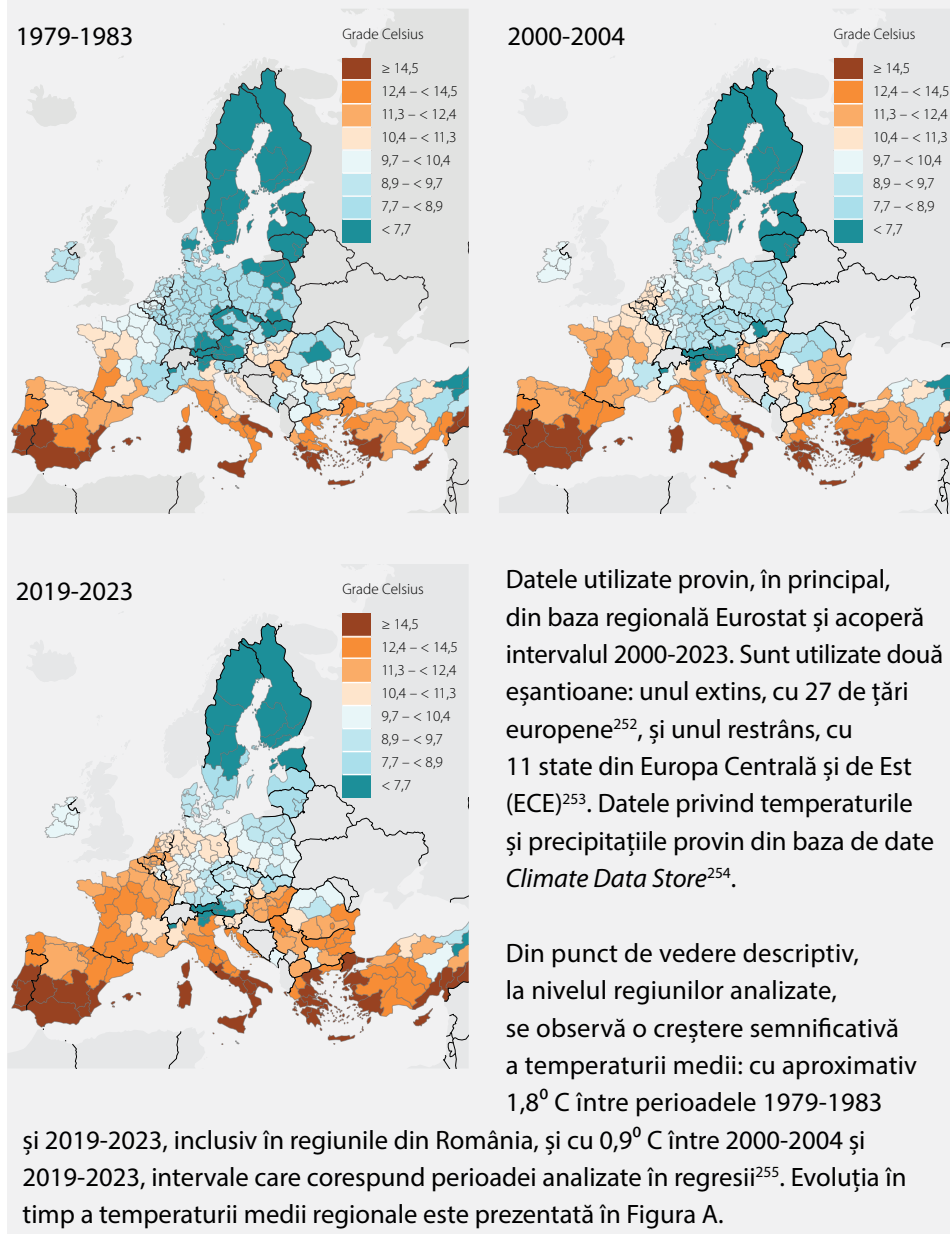 1979-1983
Grade Celsius
≥ 14,5
12,4 – < 14,5
11,3 – < 12,4
10,4 – < 11,3
9,7 – < 10,4
8,9 – < 9,7
7,7 – < 8,9
< 7,7
2000-2004
Grade Celsius
≥ 14,5
12,4 – < 14,5
11,3 – < 12,4
10,4 – < 11,3
9,7 – < 10,4
8,9 – < 9,7
7,7 – < 8,9
< 7,7
2019-2023
Grade Celsius
≥ 14,5
12,4 – < 14,5
11,3 – < 12,4
10,4 – < 11,3
9,7 – < 10,4
8,9 – < 9,7
7,7 – < 8,9
< 7,7
Datele utilizate provin, în principal,
din baza regională Eurostat și acoperă
intervalul 2000-2023. Sunt utilizate două
eșantioane: unul extins, cu 27 de țări
europene²⁵², și unul restrâns, cu
11 state din Europa Centrală și de Est
(ECE)²⁵³. Datele privind temperaturile
și precipitațiile provin din baza de date
Climate Data Store²⁵⁴.
Din punct de vedere descriptiv,
la nivelul regiunilor analizate,
se observă o creștere semnificativă
a temperaturii medii: cu aproximativ
1,8⁰ C între perioadele 1979-1983
și 2019-2023, inclusiv în regiunile din România, și cu 0,9⁰ C între 2000-2004 și
2019-2023, intervale care corespund perioadei analizate în regresii²⁵⁵. Evoluția în
timp a temperaturii medii regionale este prezentată în Figura A.